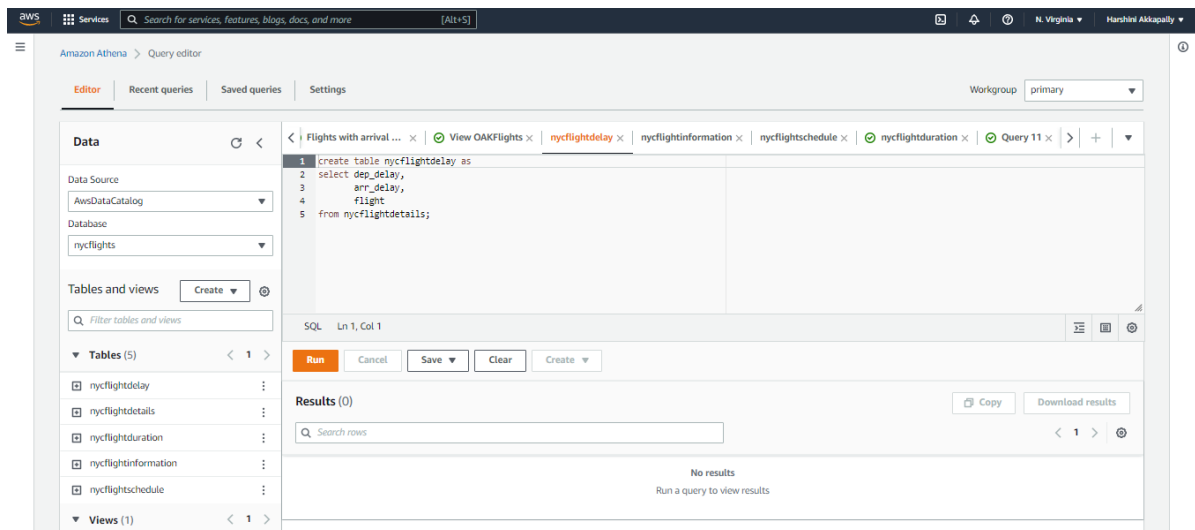 aws Services Search for services, features, blogs, docs, and more [Alt+S] N. Virginia ▼ Harshini Akkapally ▼
Amazon Athena > Query editor
Editor Recent queries Saved queries Settings Workgroup primary
Data
Flights with arrival ... × View OAKFlights × nycflightdelay × nycflightinformation × nycflightschedule × nycflightduration × Query 11 ×
1 create table nycflightdelay as
2 select dep_delay,
3 arr_delay,
4 flight
5 from nycflightdetails;
Data Source
AwsDataCatalog
Database
nycflights
Tables and views Create ▼
Filter tables and views
SQL Ln 1, Col 1
Tables (5) < 1 >
Run Cancel Save ▼ Clear Create ▼
nycflightdelay
nycflightdetails
nycflightduration
nycflightinformation
nycflightschedule
Views (1) < 1 >
Results (0) Copy Download results
Search rows < 1 >
No results
Run a query to view results